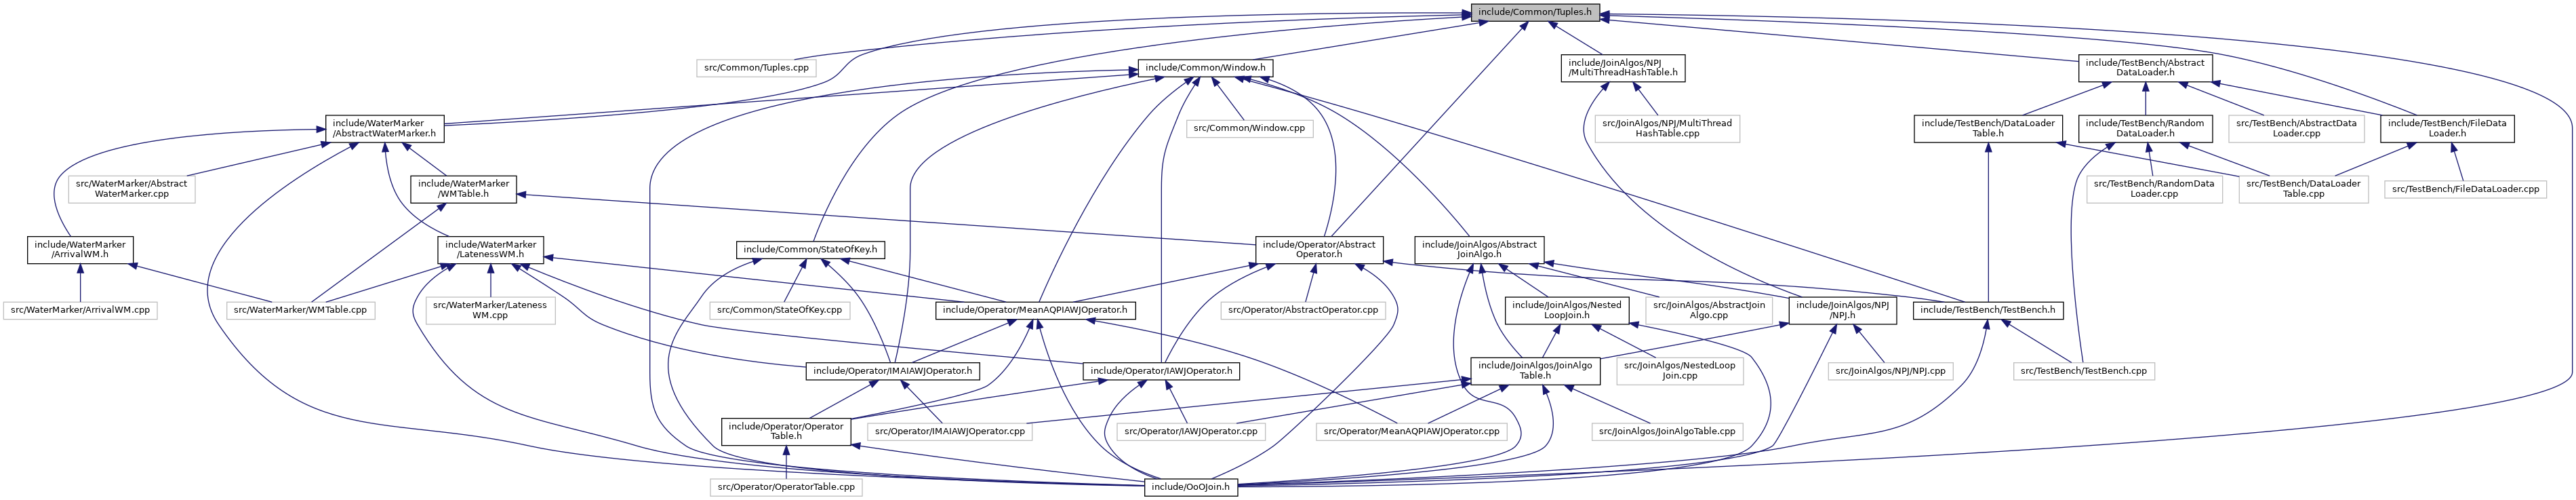 include/Common/Tuples.h
src/Common/Tuples.cpp
include/Common/Window.h
include/JoinAlgos/NPJ
/MultiThreadHashTable.h
include/TestBench/Abstract
DataLoader.h
include/WaterMarker
/AbstractWaterMarker.h
src/Common/Window.cpp
src/JoinAlgos/NPJ/MultiThread
HashTable.cpp
include/TestBench/DataLoader
Table.h
include/TestBench/Random
DataLoader.h
src/TestBench/AbstractData
Loader.cpp
include/TestBench/FileData
Loader.h
src/WaterMarker/Abstract
WaterMarker.cpp
include/WaterMarker
/WMTable.h
src/TestBench/RandomData
Loader.cpp
src/TestBench/DataLoader
Table.cpp
src/TestBench/FileDataLoader.cpp
include/WaterMarker
/ArrivalWM.h
include/WaterMarker
/LatenessWM.h
include/Common/StateOfKey.h
include/Operator/Abstract
Operator.h
include/JoinAlgos/Abstract
JoinAlgo.h
src/WaterMarker/ArrivalWM.cpp
src/WaterMarker/WMTable.cpp
src/WaterMarker/Lateness
WM.cpp
src/Common/StateOfKey.cpp
include/Operator/MeanAQPIAWJOperator.h
src/Operator/AbstractOperator.cpp
include/JoinAlgos/Nested
LoopJoin.h
src/JoinAlgos/AbstractJoin
Algo.cpp
include/JoinAlgos/NPJ
/NPJ.h
include/TestBench/TestBench.h
include/Operator/IMAIAWJOperator.h
include/Operator/IAWJOperator.h
include/JoinAlgos/JoinAlgo
Table.h
src/JoinAlgos/NestedLoop
Join.cpp
src/JoinAlgos/NPJ/NPJ.cpp
src/TestBench/TestBench.cpp
include/Operator/Operator
Table.h
src/Operator/IMAIAWJOperator.cpp
src/Operator/IAWJOperator.cpp
src/Operator/MeanAQPIAWJOperator.cpp
src/JoinAlgos/JoinAlgoTable.cpp
src/Operator/OperatorTable.cpp
include/OoOJoin.h